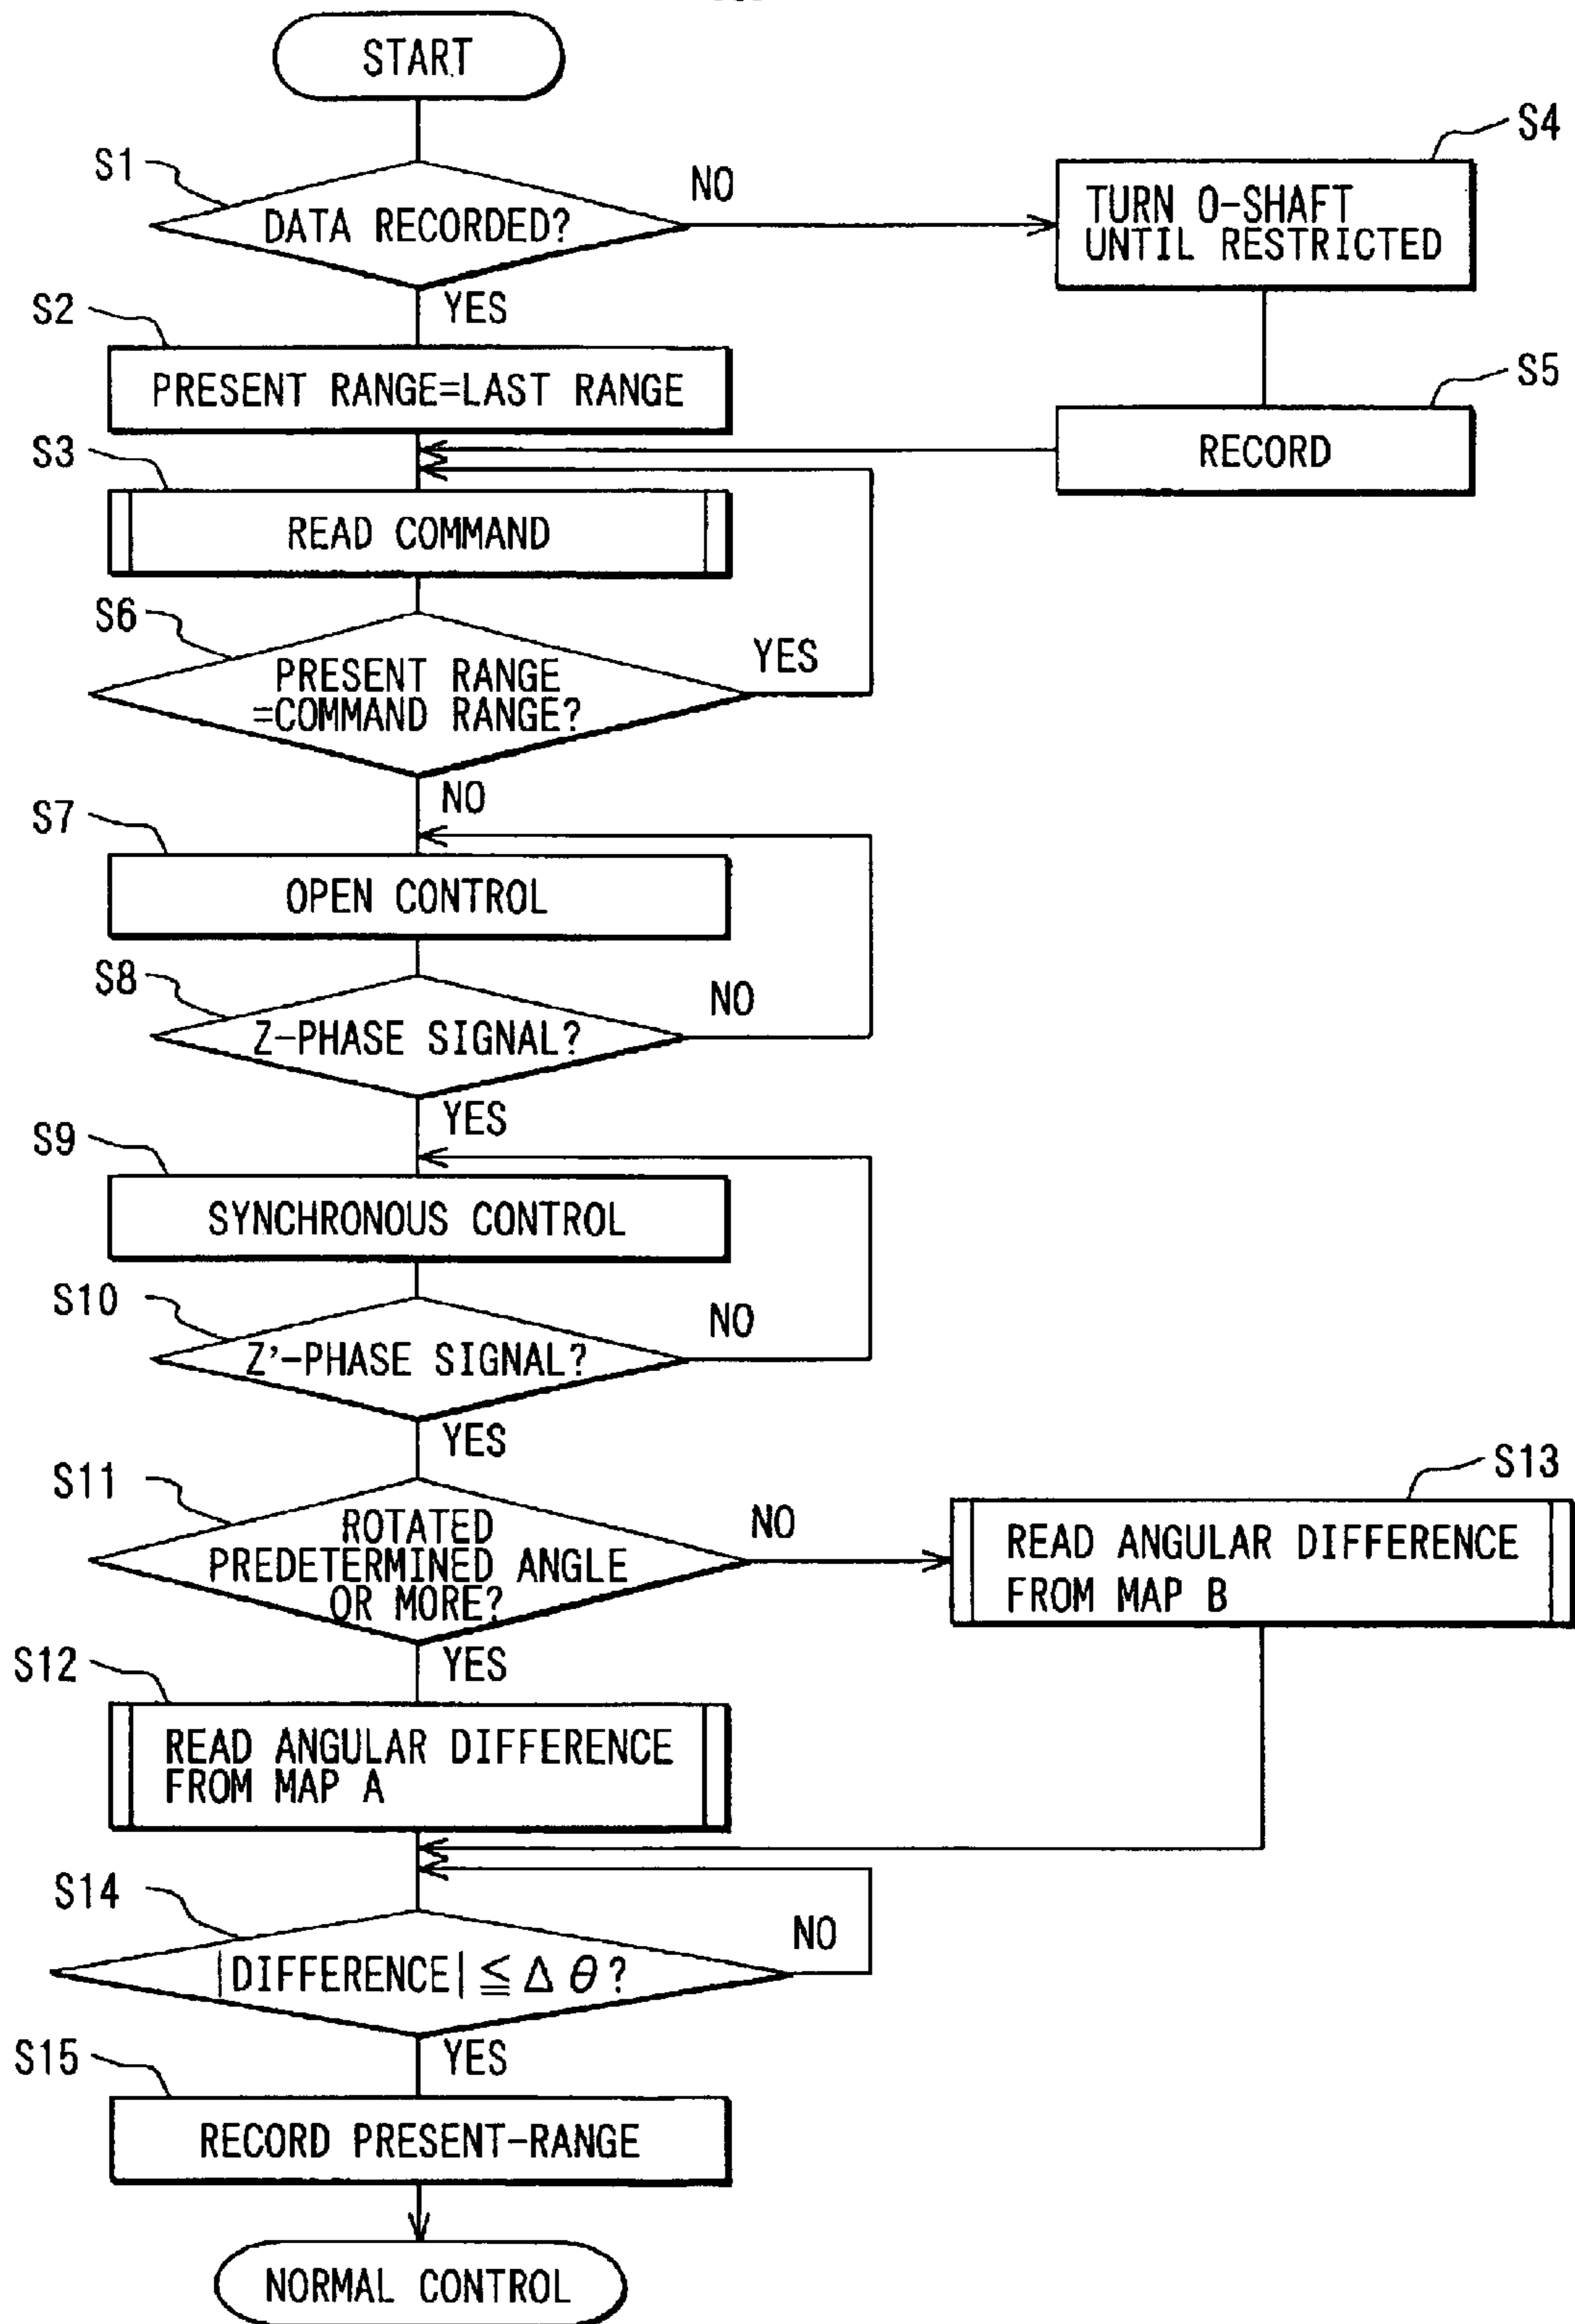 START
S1
DATA RECORDED?
NO
YES
S4
TURN O-SHAFT
UNTIL RESTRICTED
S2
PRESENT RANGE=LAST RANGE
S5
RECORD
S3
READ COMMAND
S6
PRESENT RANGE
=COMMAND RANGE?
YES
NO
S7
OPEN CONTROL
S8
Z-PHASE SIGNAL?
NO
YES
S9
SYNCHRONOUS CONTROL
S10
Z'-PHASE SIGNAL?
NO
YES
S11
ROTATED
PREDETERMINED ANGLE
OR MORE?
NO
YES
S13
READ ANGULAR DIFFERENCE
FROM MAP B
S12
READ ANGULAR DIFFERENCE
FROM MAP A
S14
|DIFFERENCE| ≦ Δ θ ?
NO
YES
S15
RECORD PRESENT-RANGE
NORMAL CONTROL